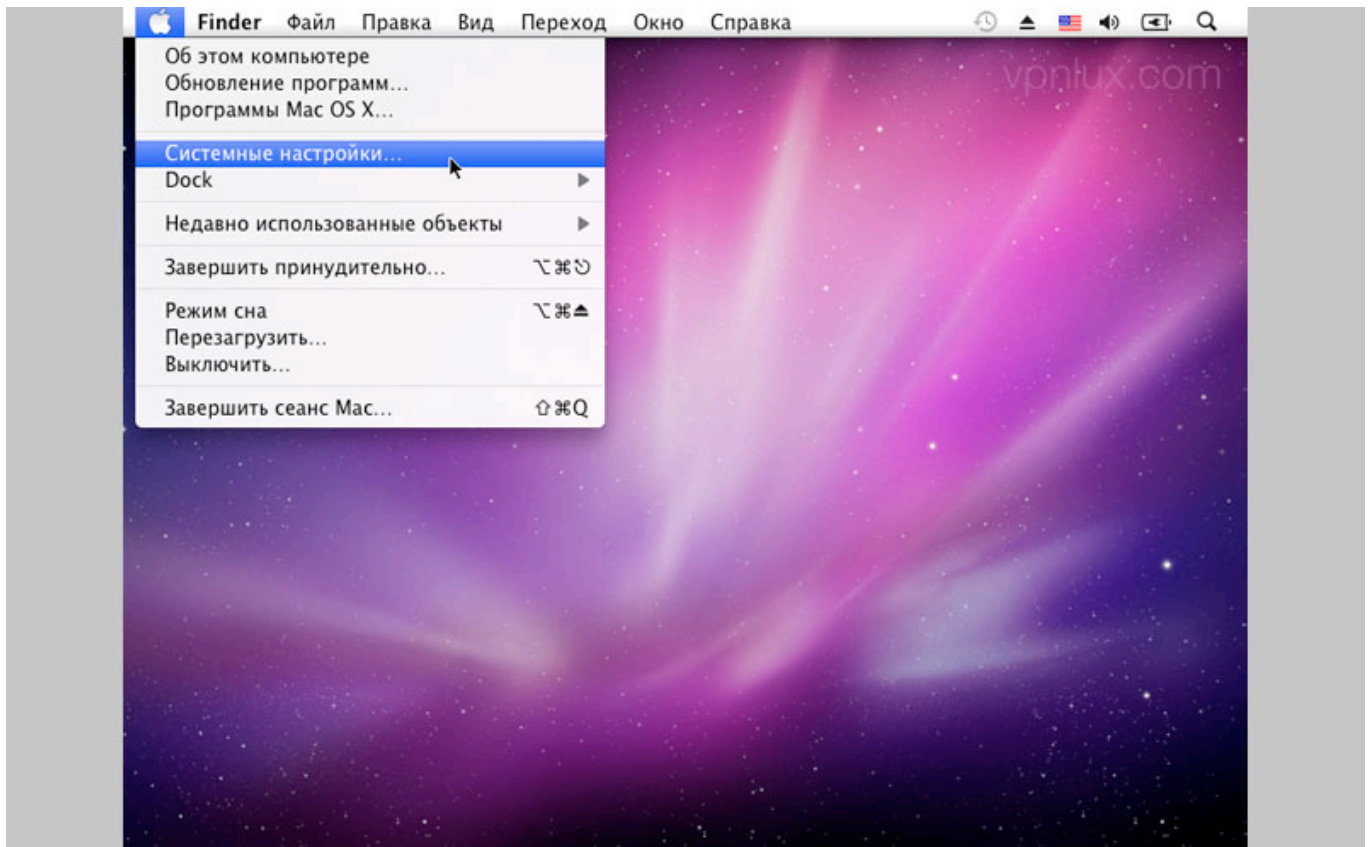 Finder Файл Правка Вид Переход Окно Справка
vpnlux.com
Об этом компьютере
Обновление программ...
Программы Mac OS X...
Системные настройки...
Dock
Недавно использованные объекты
Завершить принудительно... ⌥⌘⎋
Режим сна ⌥⌘⏏
Перезагрузить...
Выключить...
Завершить сеанс Mac... ⇧⌘Q